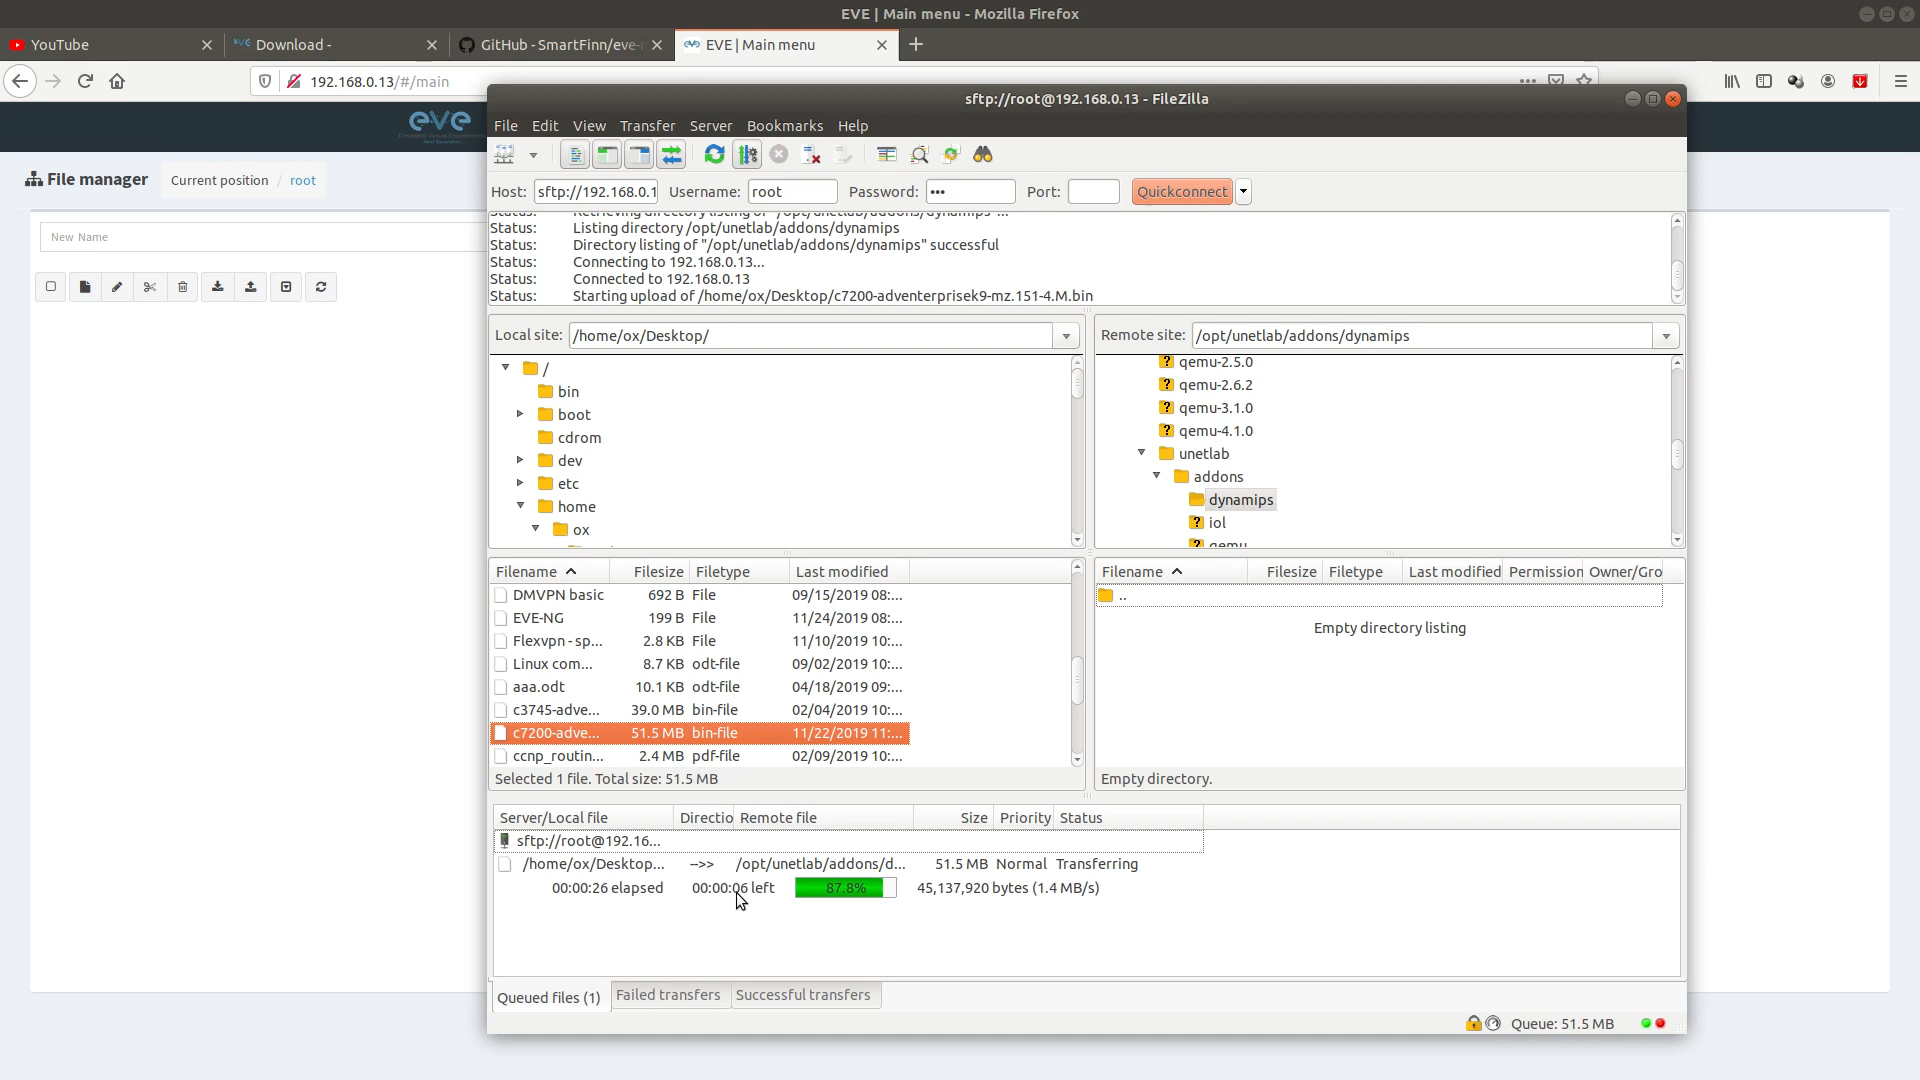 EVE | Main menu - Mozilla Firefox
YouTube
Download -
GitHub - SmartFinn/eve-
EVE | Main menu
192.168.0.13/#/main
eve
File manager
Current position / root
New Name
sftp://root@192.168.0.13 - FileZilla
File Edit View Transfer Server Bookmarks Help
Host: sftp://192.168.0.1 Username: root Password: ••• Port: Quickconnect
Status: Retrieving directory listing of "/opt/unetlab/addons/dynamips"...
Status: Listing directory /opt/unetlab/addons/dynamips
Status: Directory listing of "/opt/unetlab/addons/dynamips" successful
Status: Connecting to 192.168.0.13...
Status: Connected to 192.168.0.13
Status: Starting upload of /home/ox/Desktop/c7200-adventerprisek9-mz.151-4.M.bin
Local site: /home/ox/Desktop/
/
bin
boot
cdrom
dev
etc
home
ox
Remote site: /opt/unetlab/addons/dynamips
qemu-2.5.0
qemu-2.6.2
qemu-3.1.0
qemu-4.1.0
unetlab
addons
dynamips
iol
qemu
Filename Filesize Filetype Last modified
DMVPN basic 692 B File 09/15/2019 08:...
EVE-NG 199 B File 11/24/2019 08:...
Flexvpn - sp... 2.8 KB File 11/10/2019 10:...
Linux com... 8.7 KB odt-file 09/02/2019 10:...
aaa.odt 10.1 KB odt-file 04/18/2019 09:...
c3745-adve... 39.0 MB bin-file 02/04/2019 10:...
c7200-adve... 51.5 MB bin-file 11/22/2019 11:...
ccnp_routin... 2.4 MB pdf-file 02/09/2019 10:...
Selected 1 file. Total size: 51.5 MB
Filename Filesize Filetype Last modified Permission Owner/Gro
..
Empty directory listing
Empty directory.
Server/Local file Directio Remote file Size Priority Status
sftp://root@192.16...
/home/ox/Desktop... -->> /opt/unetlab/addons/d... 51.5 MB Normal Transferring
00:00:26 elapsed 00:00:06 left 87.8% 45,137,920 bytes (1.4 MB/s)
Queued files (1) Failed transfers Successful transfers
Queue: 51.5 MB